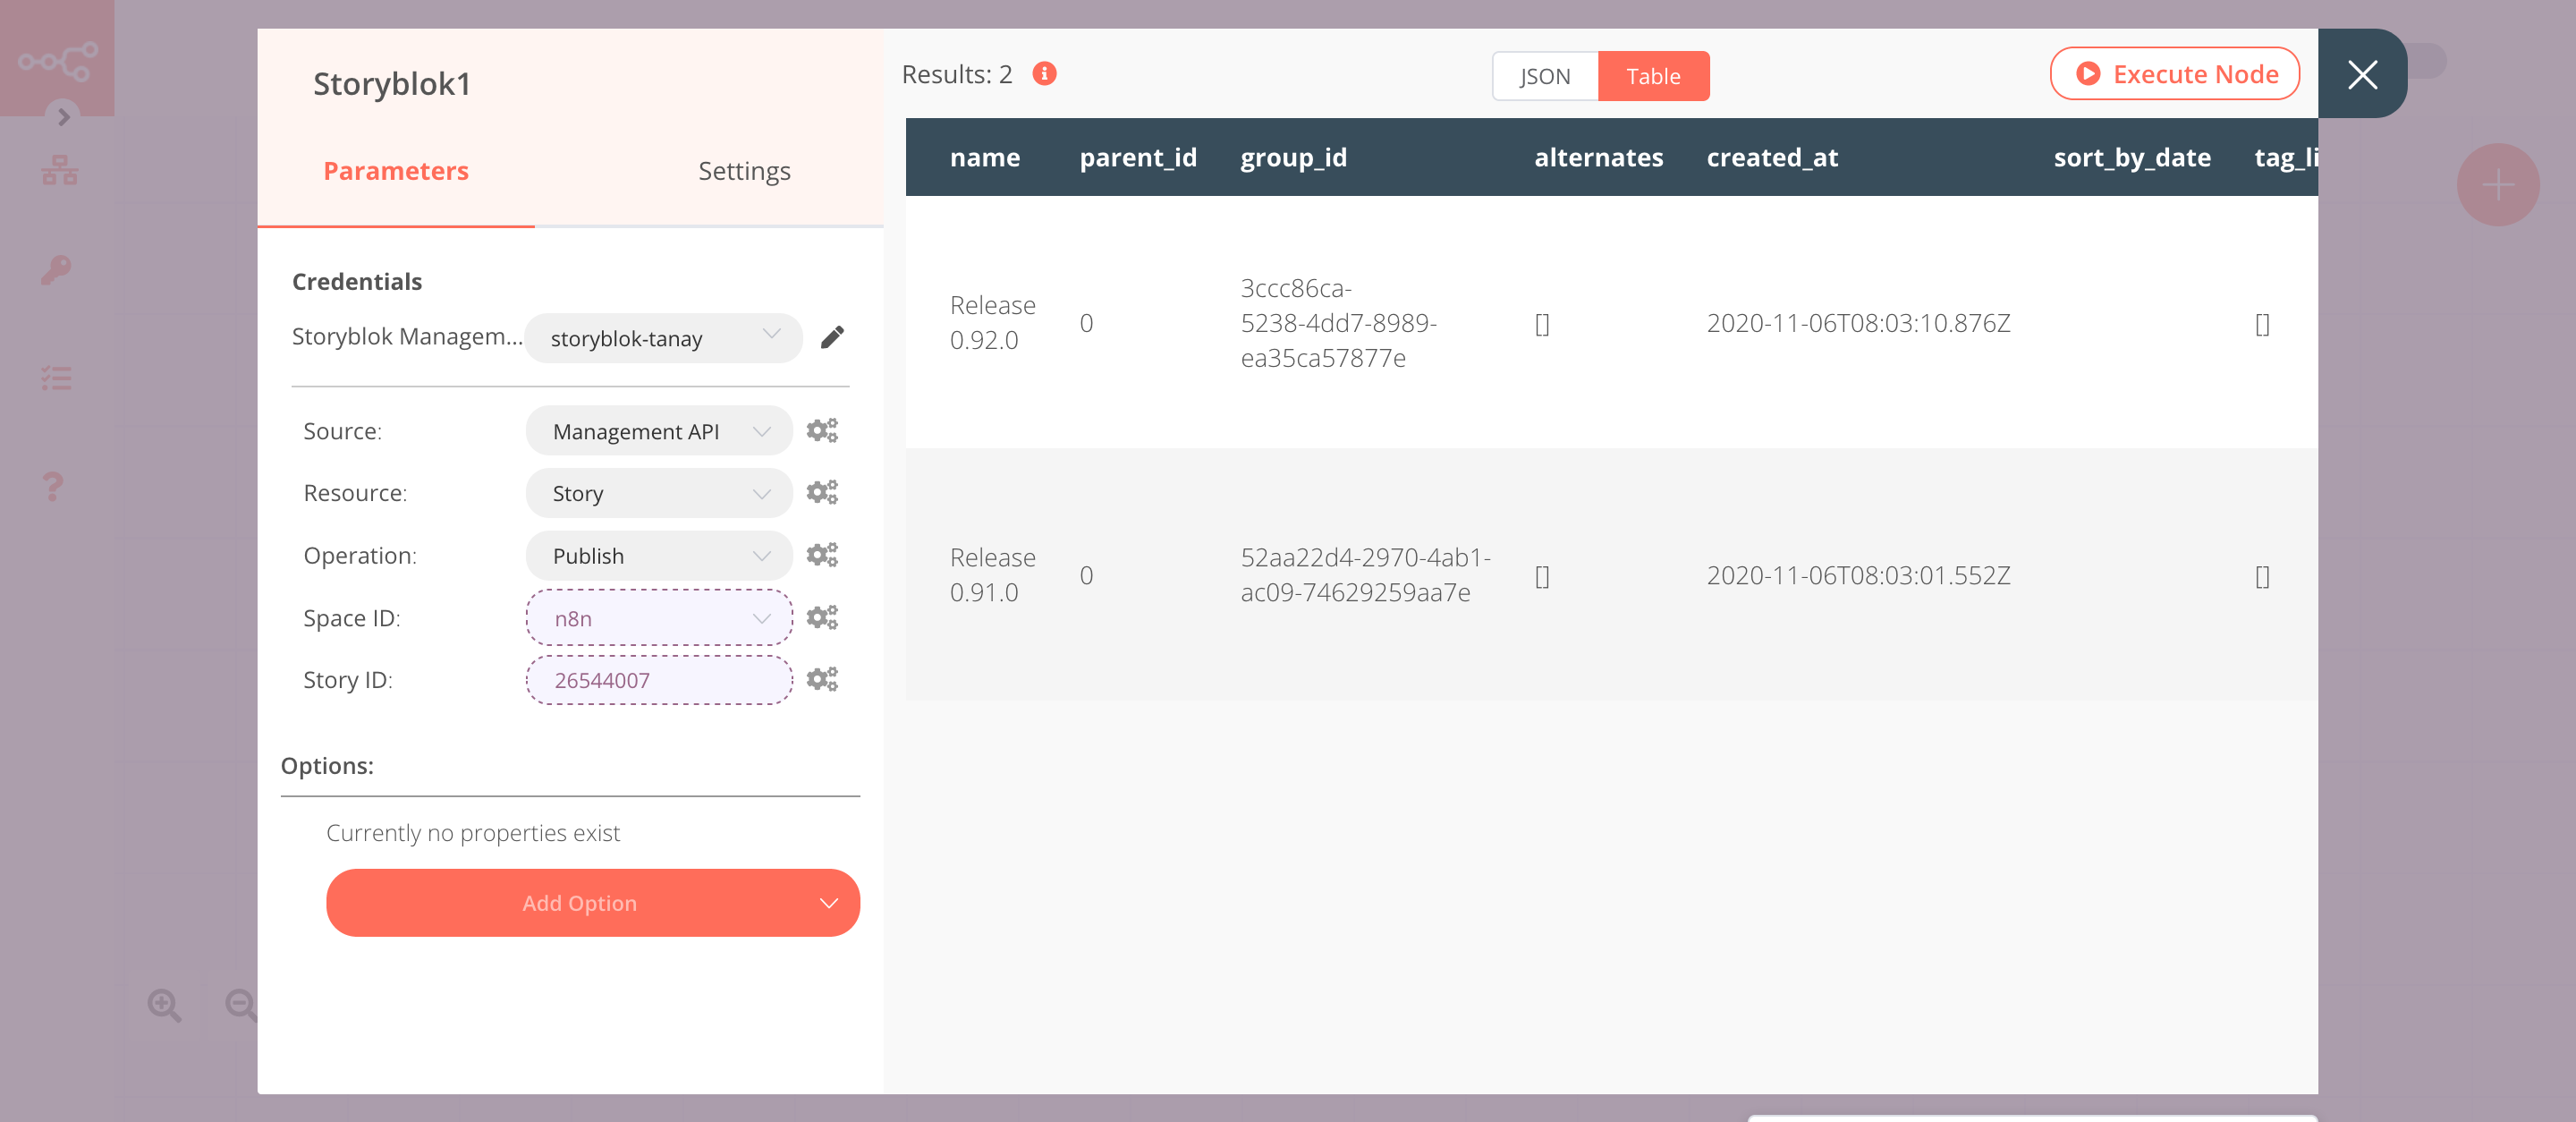 Storyblok1
Parameters
Settings
Credentials
Storyblok Managem...
storyblok-tanay
Source:
Management API
Resource:
Story
Operation:
Publish
Space ID:
n8n
Story ID:
26544007
Options:
Currently no properties exist
Add Option
Results: 2
JSON
Table
Execute Node
name parent_id group_id alternates created_at sort_by_date tag_li
Release
0.92.0
0
3ccc86ca-
5238-4dd7-8989-
ea35ca57877e
[]
2020-11-06T08:03:10.876Z
[]
Release
0.91.0
0
52aa22d4-2970-4ab1-
ac09-74629259aa7e
[]
2020-11-06T08:03:01.552Z
[]